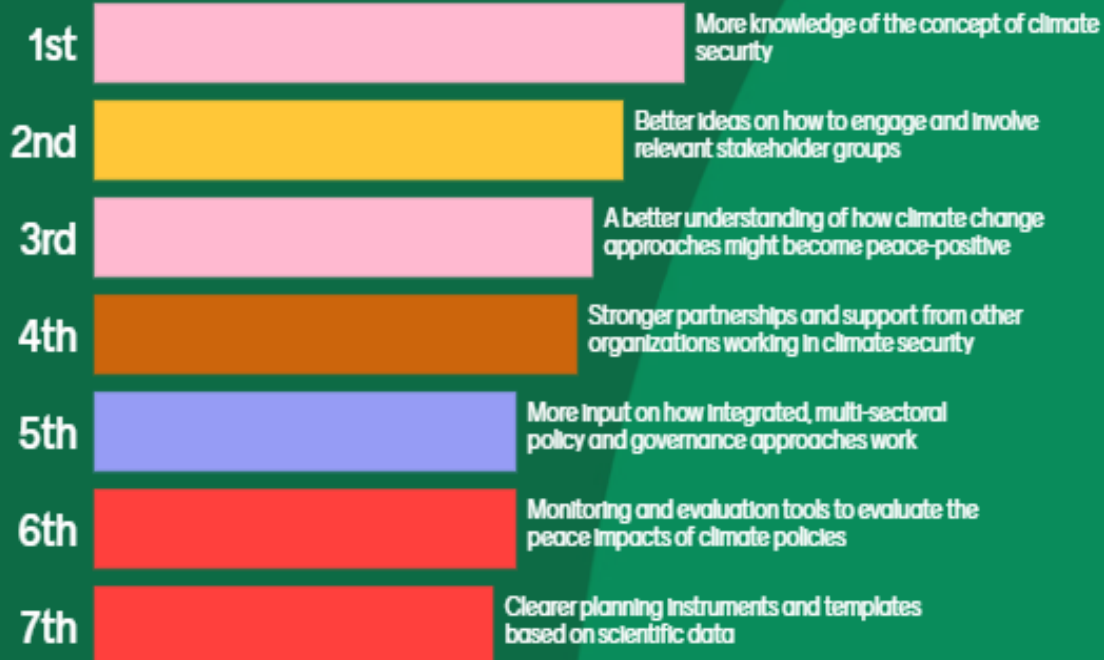 1st
More knowledge of the concept of climate
security
2nd
Better ideas on how to engage and involve
relevant stakeholder groups
3rd
A better understanding of how climate change
approaches might become peace-positive
4th
Stronger partnerships and support from other
organizations working in climate security
5th
More input on how integrated, multi-sectoral
policy and governance approaches work
6th
Monitoring and evaluation tools to evaluate the
peace impacts of climate policies
7th
Clearer planning instruments and templates
based on scientific data